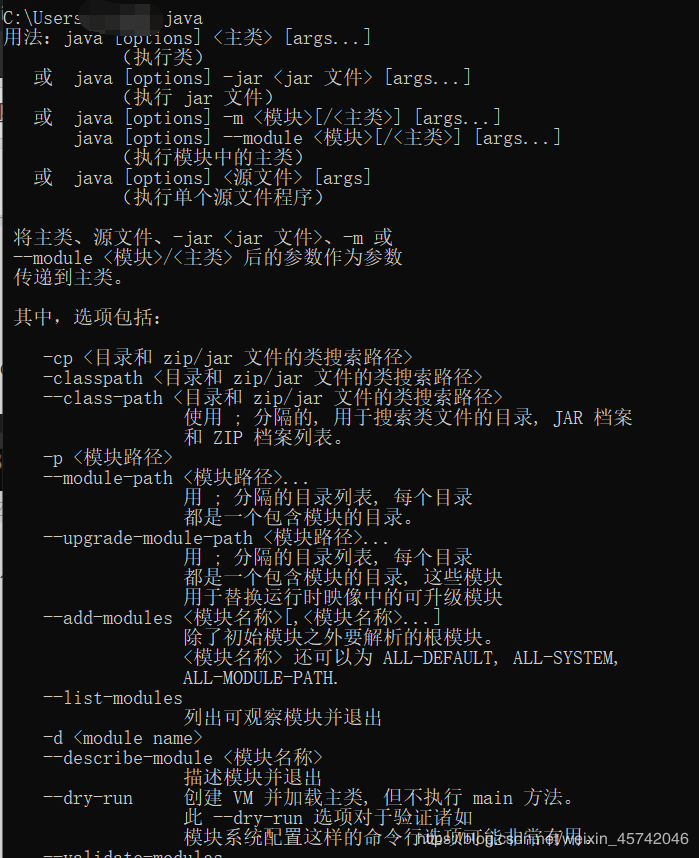 C:\Users java
用法: java [options] <主类> [args...]
(执行类)
或 java [options] -jar <jar 文件> [args...]
(执行 jar 文件)
或 java [options] -m <模块>[/<主类>] [args...]
java [options] --module <模块>[/<主类>] [args...]
(执行模块中的主类)
或 java [options] <源文件> [args]
(执行单个源文件程序)
将主类、源文件、-jar <jar 文件>、-m 或
--module <模块>/<主类> 后的参数作为参数
传递到主类。
其中, 选项包括:
-cp <目录和 zip/jar 文件的类搜索路径>
-classpath <目录和 zip/jar 文件的类搜索路径>
--class-path <目录和 zip/jar 文件的类搜索路径>
使用 ; 分隔的, 用于搜索类文件的目录, JAR 档案
和 ZIP 档案列表。
-p <模块路径>
--module-path <模块路径>...
用 ; 分隔的目录列表, 每个目录
都是一个包含模块的目录。
--upgrade-module-path <模块路径>...
用 ; 分隔的目录列表, 每个目录
都是一个包含模块的目录, 这些模块
用于替换运行时映像中的可升级模块
--add-modules <模块名称>[,<模块名称>...]
除了初始模块之外要解析的根模块。
<模块名称> 还可以为 ALL-DEFAULT, ALL-SYSTEM,
ALL-MODULE-PATH.
--list-modules
列出可观察模块并退出
-d <module name>
--describe-module <模块名称>
描述模块并退出
--dry-run 创建 VM 并加载主类, 但不执行 main 方法。
此 --dry-run 选项对于验证诸如
模块系统配置这样的命令行选项可能非常有用。
https://blog.csdn.net/weixin_45742046
--validate-modules